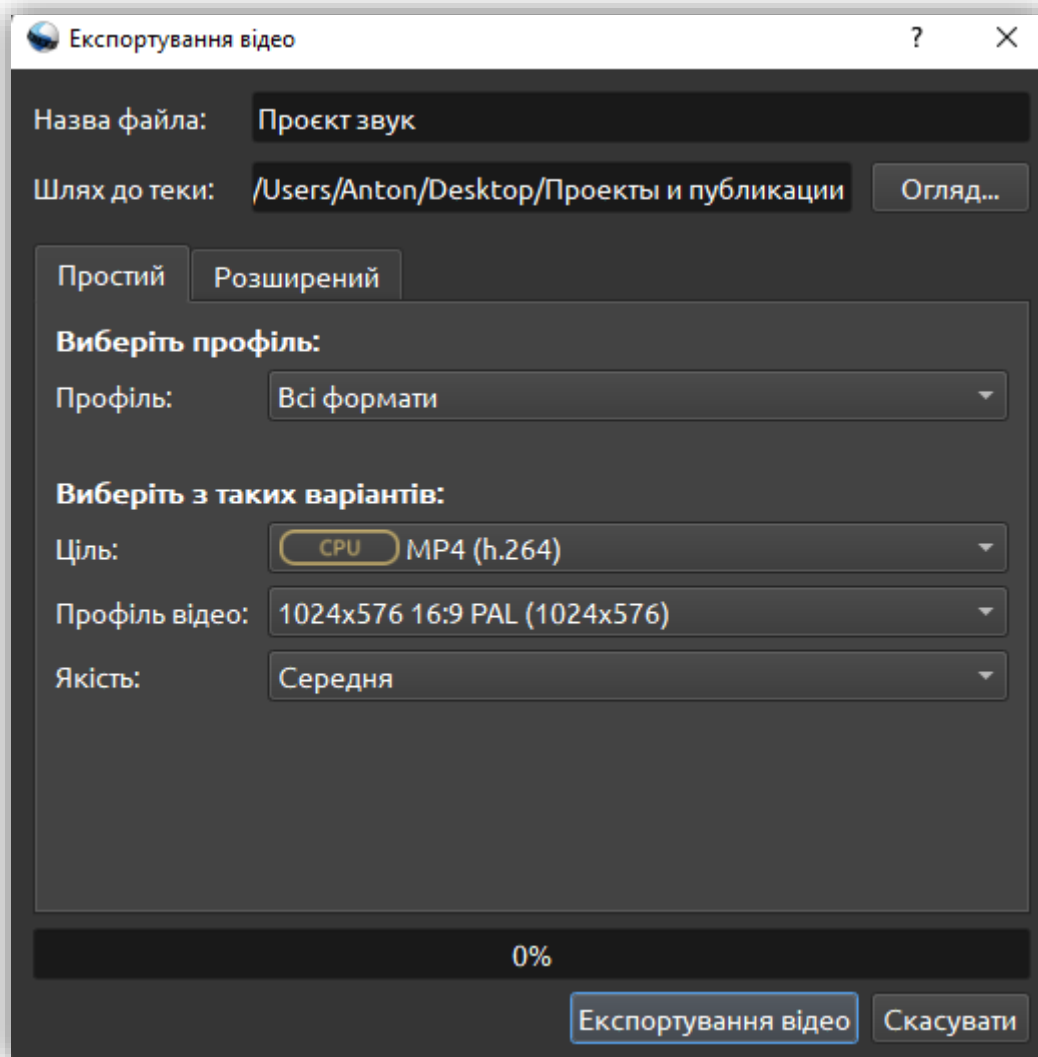 Експортування відео ?
Назва файла: Проєкт звук
Шлях до теки: /Users/Anton/Desktop/Проекты и публикации Огляд...
Простий Розширений
Виберіть профіль:
Профіль: Всі формати
Виберіть з таких варіантів:
Ціль: CPU MP4 (h.264)
Профіль відео: 1024x576 16:9 PAL (1024x576)
Якість: Середня
0%
Експортування відео Скасувати